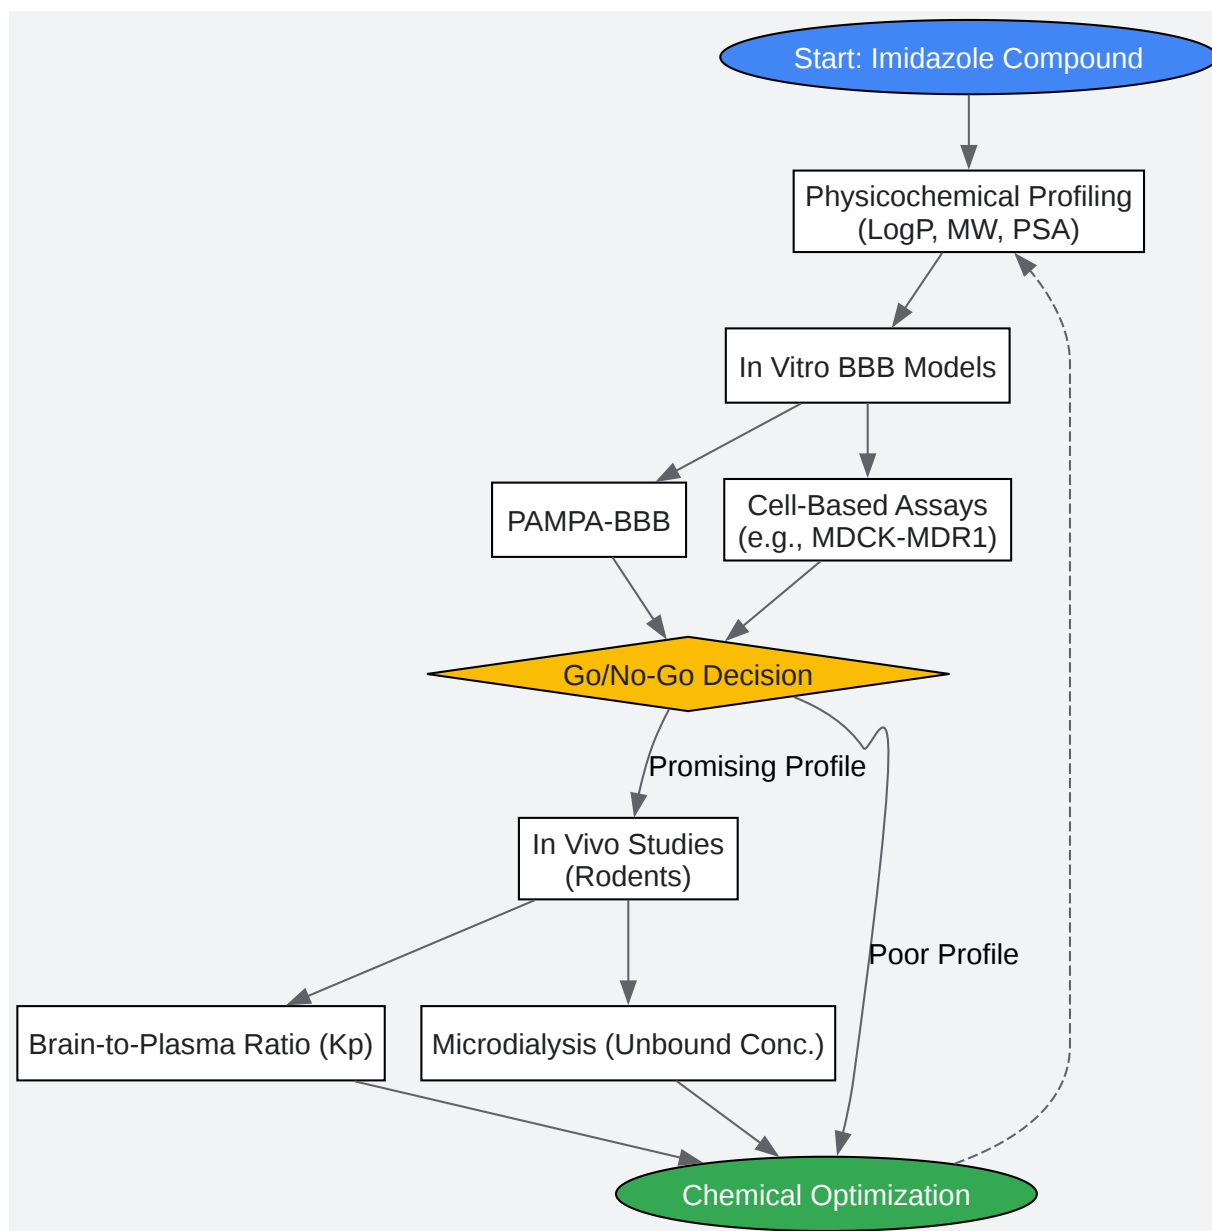 Start: Imidazole Compound
Physicochemical Profiling
(LogP, MW, PSA)
In Vitro BBB Models
PAMPA-BBB
Cell-Based Assays
(e.g., MDCK-MDR1)
Go/No-Go Decision
Promising Profile
In Vivo Studies
(Rodents)
Poor Profile
Brain-to-Plasma Ratio (Kp)
Microdialysis (Unbound Conc.)
Chemical Optimization